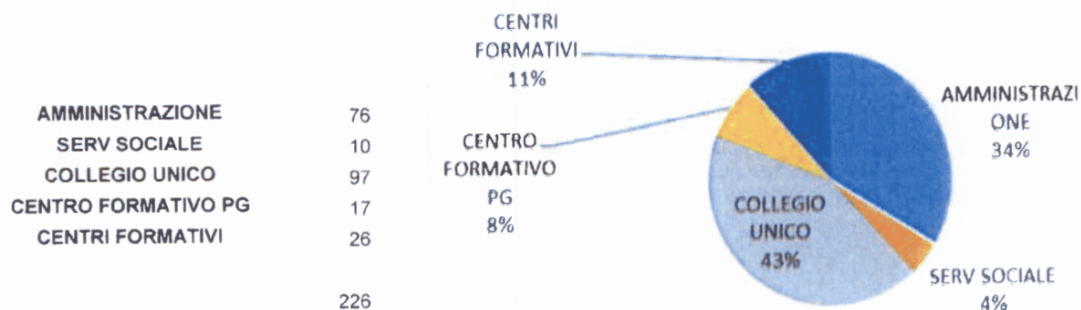 AMMINISTRAZIONE 76
SERV SOCIALE 10
COLLEGIO UNICO 97
CENTRO FORMATIVO PG 17
CENTRI FORMATIVI 26
226
CENTRI
FORMATIVI
11%
CENTRO
FORMATIVO
PG
8%
AMMINISTRAZI
ONE
34%
COLLEGIO
UNICO
43%
SERV SOCIALE
4%